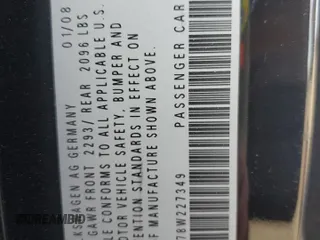 KSWAGEN AG GERMANY 01/08
GAWR FRONT 2293/ REAR 2096 LBS
LE CONFORMS TO ALL APPLICABLE U.S.
OTOR VEHICLE SAFETY, BUMPER AND
ENTION STANDARDS IN EFFECT ON
F MANUFACTURE SHOWN ABOVE.
78W227349 PASSENGER CAR